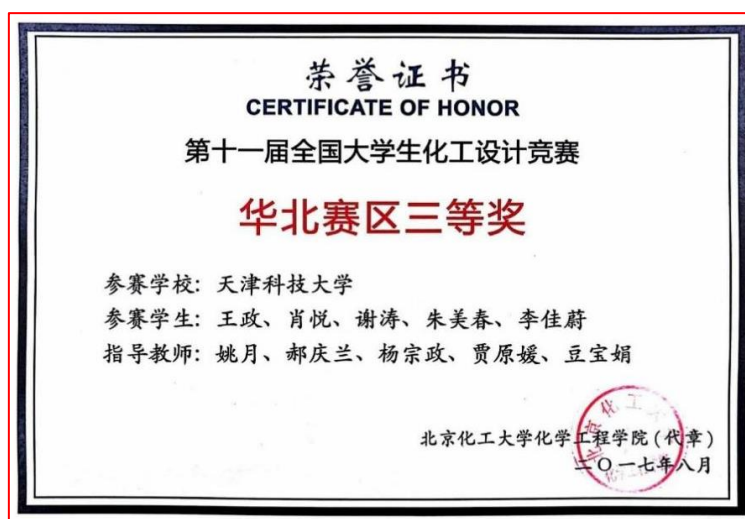 荣誉证书
CERTIFICATE OF HONOR
第十一届全国大学生化工设计竞赛
华北赛区三等奖
参赛学校：天津科技大学
参赛学生：王政、肖悦、谢涛、朱美春、李佳蔚
指导教师：姚月、郝庆兰、杨宗政、贾原媛、豆宝娟
北京化工大学化学工程学院(代章)
二〇一七年八月